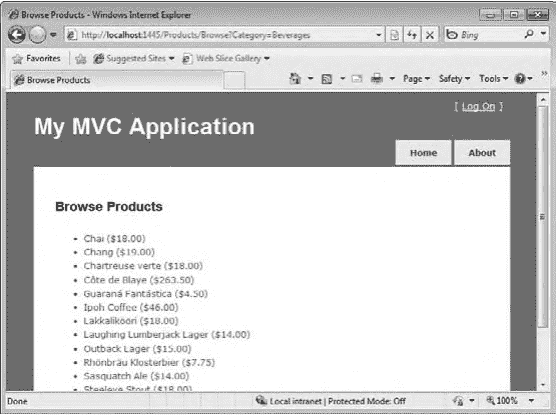 Browse Products - Windows Internet Explorer
http://localhost:1445/Products/Browse?Category=Beverages
Bing
Favorites
Suggested Sites
Web Slice Gallery
Browse Products
Page
Safety
Tools
[ Log On ]
My MVC Application
Home
About
Browse Products
• Chai ($18.00)
• Chang ($19.00)
• Chartreuse verte ($18.00)
• Côte de Blaye ($263.50)
• Guaraná Fantástica ($4.50)
• Ipoh Coffee ($46.00)
• Lakkalikööri ($18.00)
• Laughing Lumberjack Lager ($14.00)
• Outback Lager ($15.00)
• Rhönbräu Klosterbier ($7.75)
• Sasquatch Ale ($14.00)
• Steeleye Stout ($18.00)
Done
Local intranet | Protected Mode: Off
100%